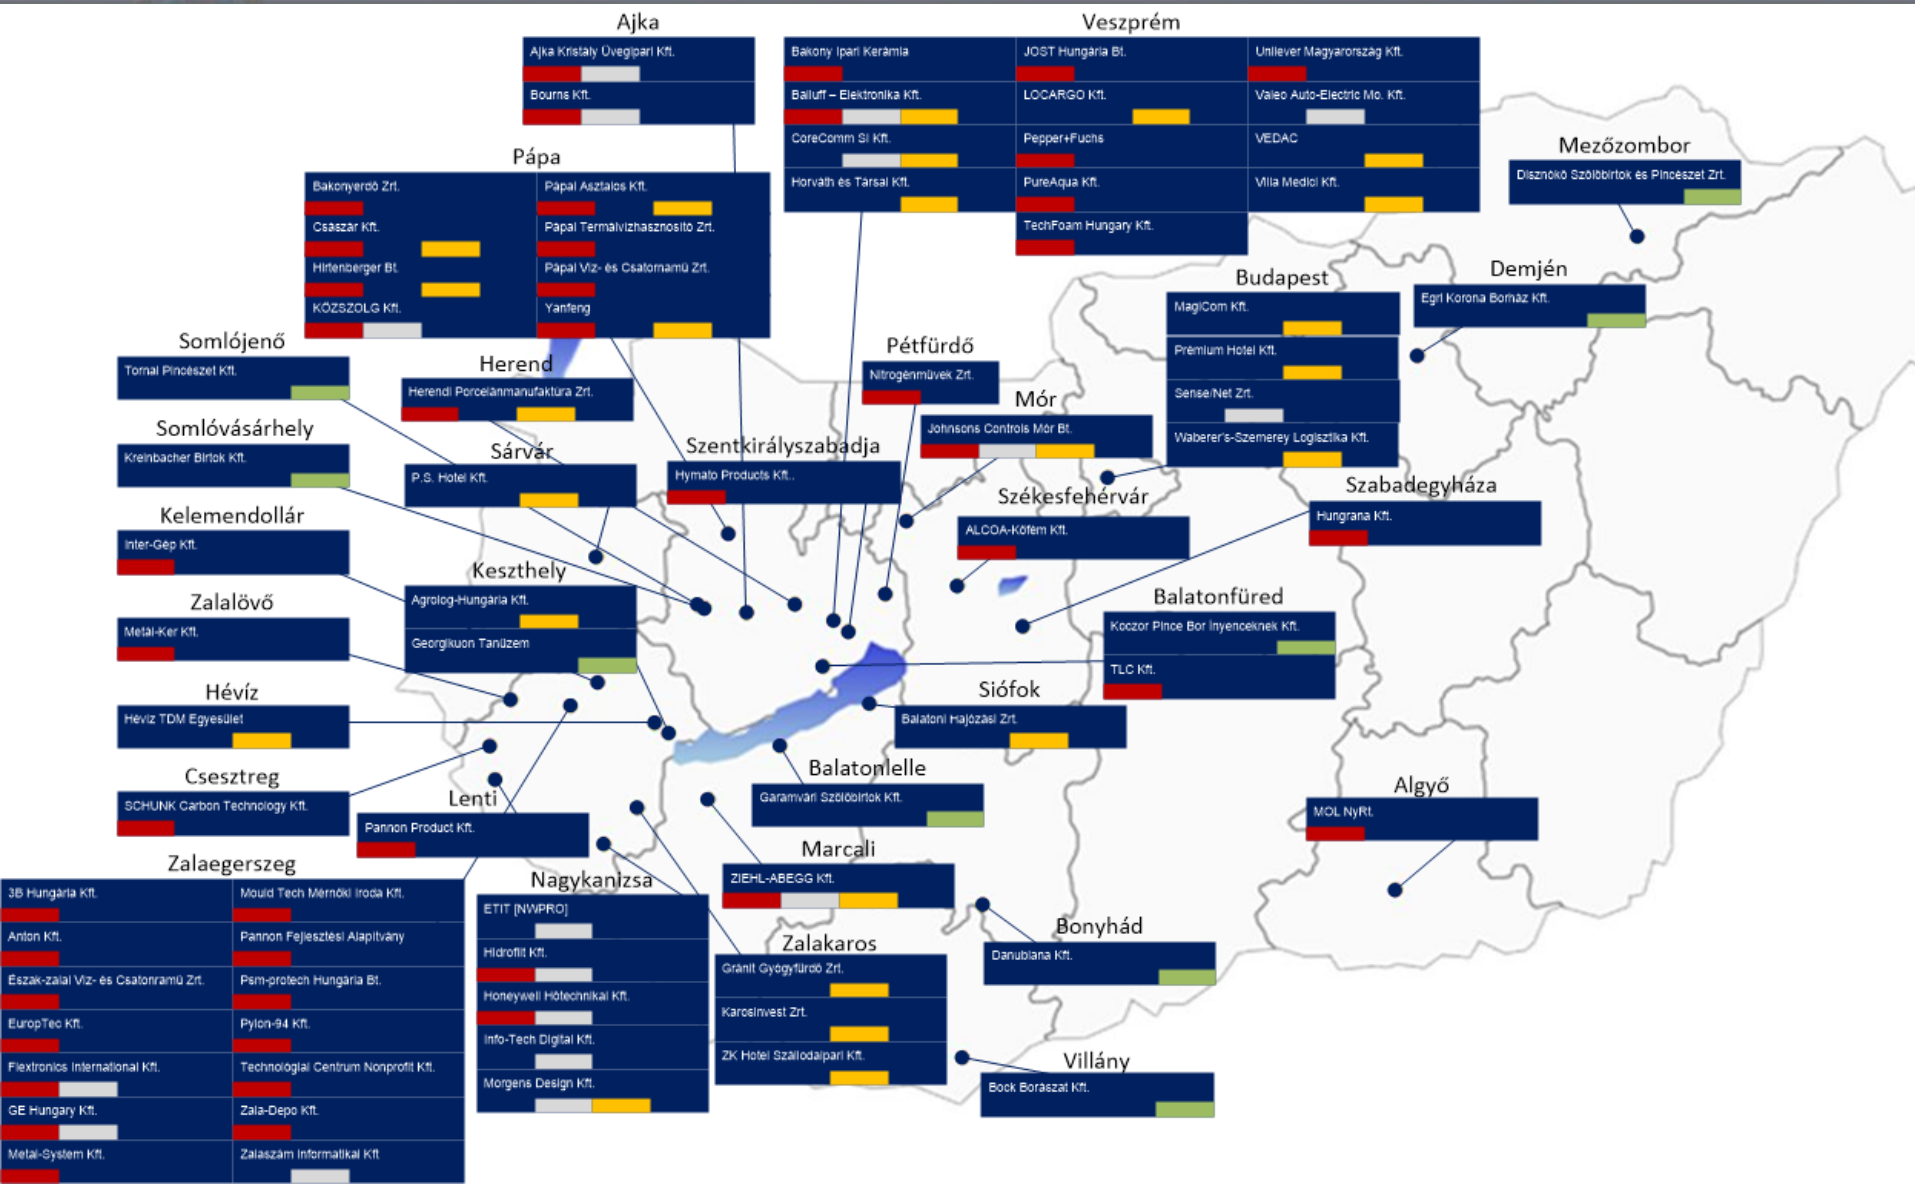 Ajka
Ajka Kristály Üvegipari Kft.
Bourns Kft.
Veszprém
Bakony Ipari Kerámia
Balluff – Elektronika Kft.
CoreComm SI Kft.
Horváth és Társai Kft.
JOST Hungária Bt.
LOCARGO Kft.
Pepper+Fuchs
PureAqua Kft.
TechFoam Hungary Kft.
Unilever Magyarország Kft.
Valeo Auto-Electric Mo. Kft.
VEDAC
Villa Medici Kft.
Mezőzombor
Disznókő Szőlőbirtok és Pincészet Zrt.
Pápa
Bakonyerdő Zrt.
Császár Kft.
Hirtenberger Bt.
KÖZSZOLG Kft.
Pápai Asztalos Kft.
Pápai Termálvízhasznosító Zrt.
Pápai Víz- és Csatornamű Zrt.
Yanfeng
Budapest
MagiCom Kft.
Prémium Hotel Kft.
Sense/Net Zrt.
Waberer's-Szemerey Logisztika Kft.
Demjén
Egri Korona Borház Kft.
Somlójenő
Tornai Pincészet Kft.
Herend
Herendi Porcelánmanufaktúra Zrt.
Pétfürdő
Nitrogénművek Zrt.
Mór
Johnsons Controls Mór Bt.
Somlóvásárhely
Kreinbacher Birtok Kft.
Sárvár
P.S. Hotel Kft.
Szentkirályszabadja
Hymato Products Kft..
Székesfehérvár
ALCOA-Köfém Kft.
Szabadegyháza
Hungrana Kft.
Kelemendollár
Inter-Gép Kft.
Keszthely
Agrolog-Hungária Kft.
Georgikuon Tanüzem
Zalalövő
Metál-Ker Kft.
Balatonfüred
Koczor Pince Bor Ínyenceknek Kft.
TLC Kft.
Hévíz
Hévíz TDM Egyesület
Siófok
Balatoni Hajózási Zrt.
Csesztreg
SCHUNK Carbon Technology Kft.
Lenti
Pannon Product Kft.
Balatonlelle
Garamvári Szőlőbirtok Kft.
Algyő
MOL NyRt.
Marcali
ZIEHL-ABEGG Kft.
Zalaegerszeg
3B Hungária Kft.
Anton Kft.
Észak-zalai Víz- és Csatonramű Zrt.
EuropTec Kft.
Flextronics International Kft.
GE Hungary Kft.
Metal-System Kft.
Mould Tech Mérnöki Iroda Kft.
Pannon Fejlesztési Alapítvány
Psm-protech Hungária Bt.
Pylon-94 Kft.
Technológiai Centrum Nonprofit Kft.
Zala-Depo Kft.
Zalaszám Informatikai Kft
Nagykanizsa
ETIT [NWPRO]
Hidrofilt Kft.
Honeywell Hőtechnikai Kft.
Info-Tech Digital Kft.
Morgens Design Kft.
Zalakaros
Gránit Gyógyfürdő Zrt.
Karosinvest Zrt.
ZK Hotel Szállodaipari Kft.
Bonyhád
Danubiana Kft.
Villány
Bock Borászat Kft.